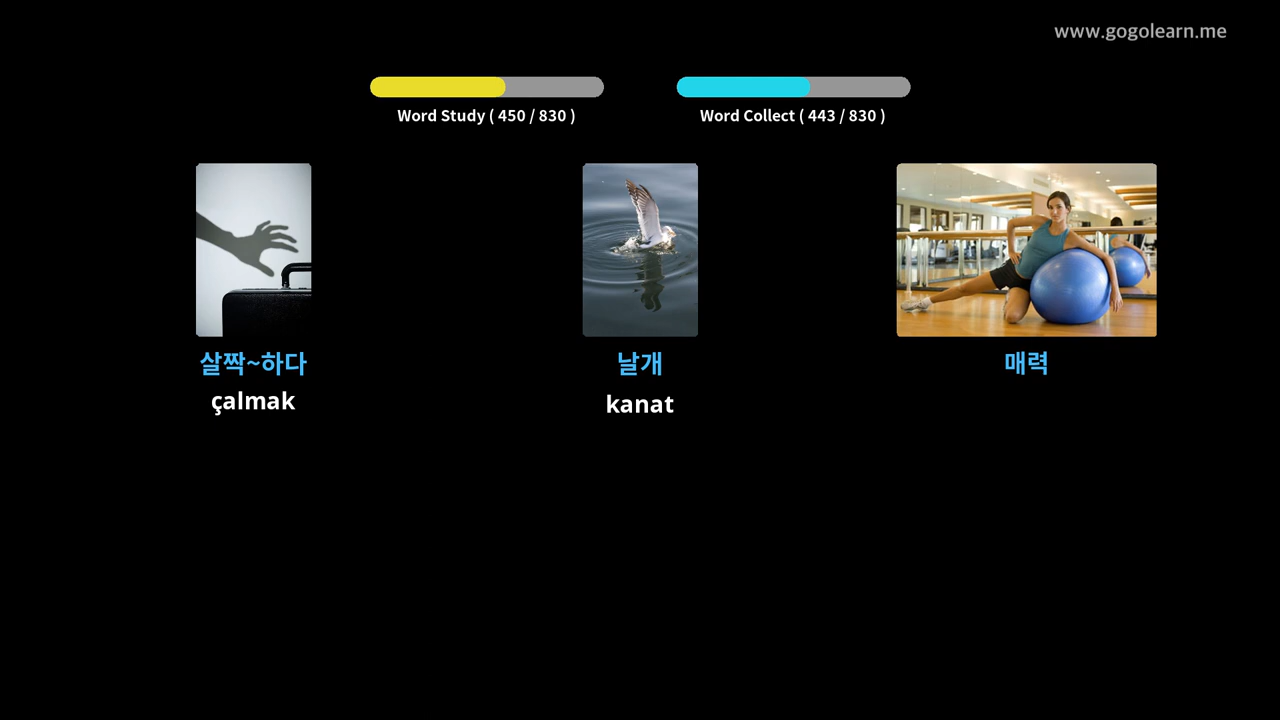 www.gogolearn.me
Word Study ( 450 / 830 )
Word Collect ( 443 / 830 )
살짝~하다
날개
매력
çalmak
kanat